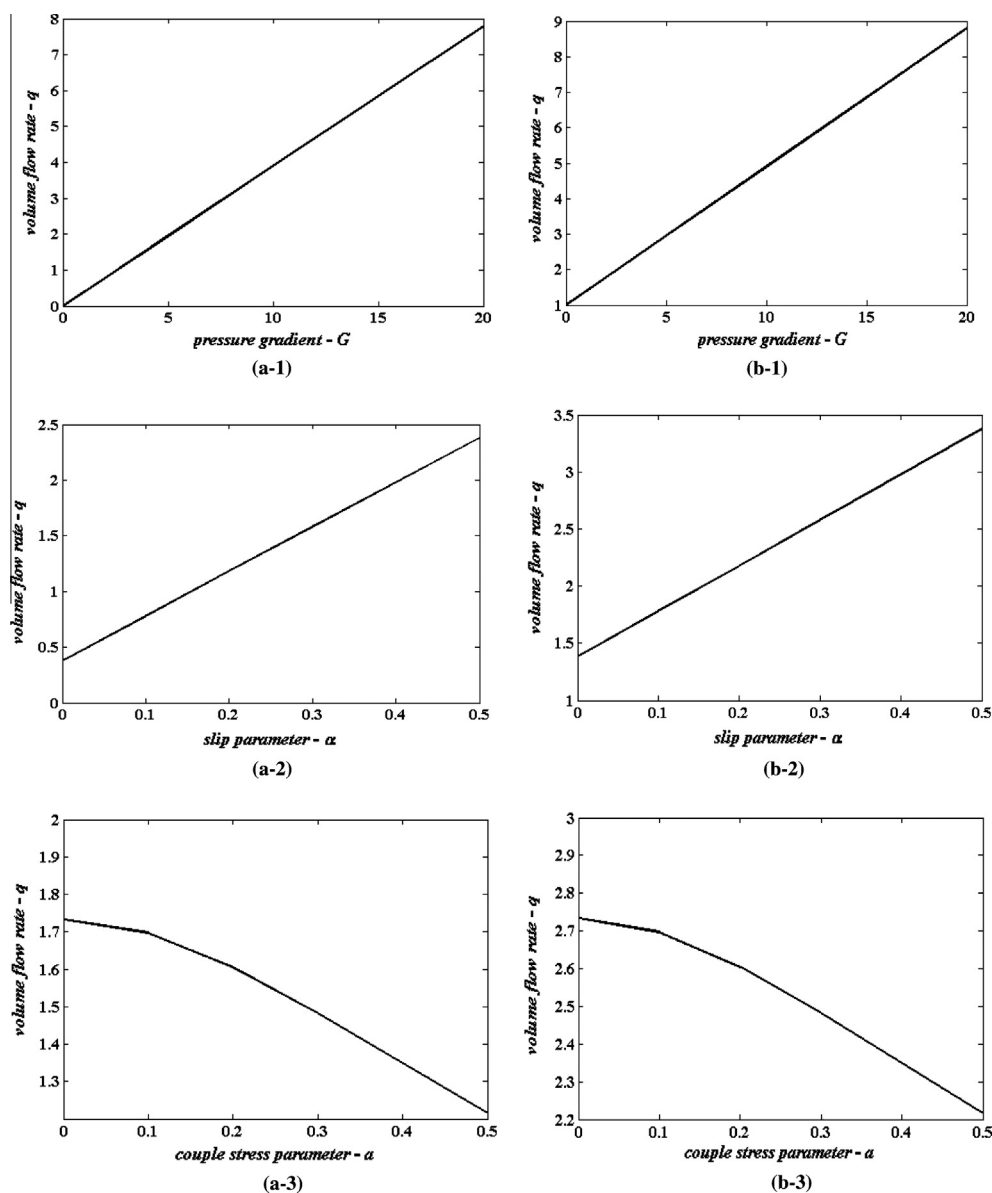 8
7
6
5
4
3
2
1
0
volume flow rate - q
0 5 10 15 20
pressure gradient - G
(a-1)
9
8
7
6
5
4
3
2
1
volume flow rate - q
0 5 10 15 20
pressure gradient - G
(b-1)
2.5
2
1.5
1
0.5
0
volume flow rate - q
0 0.1 0.2 0.3 0.4 0.5
slip parameter - α
(a-2)
3.5
3
2.5
2
1.5
1
volume flow rate - q
0 0.1 0.2 0.3 0.4 0.5
slip parameter - α
(b-2)
2
1.9
1.8
1.7
1.6
1.5
1.4
1.3
volume flow rate - q
0 0.1 0.2 0.3 0.4 0.5
couple stress parameter - a
(a-3)
3
2.9
2.8
2.7
2.6
2.5
2.4
2.3
2.2
volume flow rate - q
0 0.1 0.2 0.3 0.4 0.5
couple stress parameter - a
(b-3)